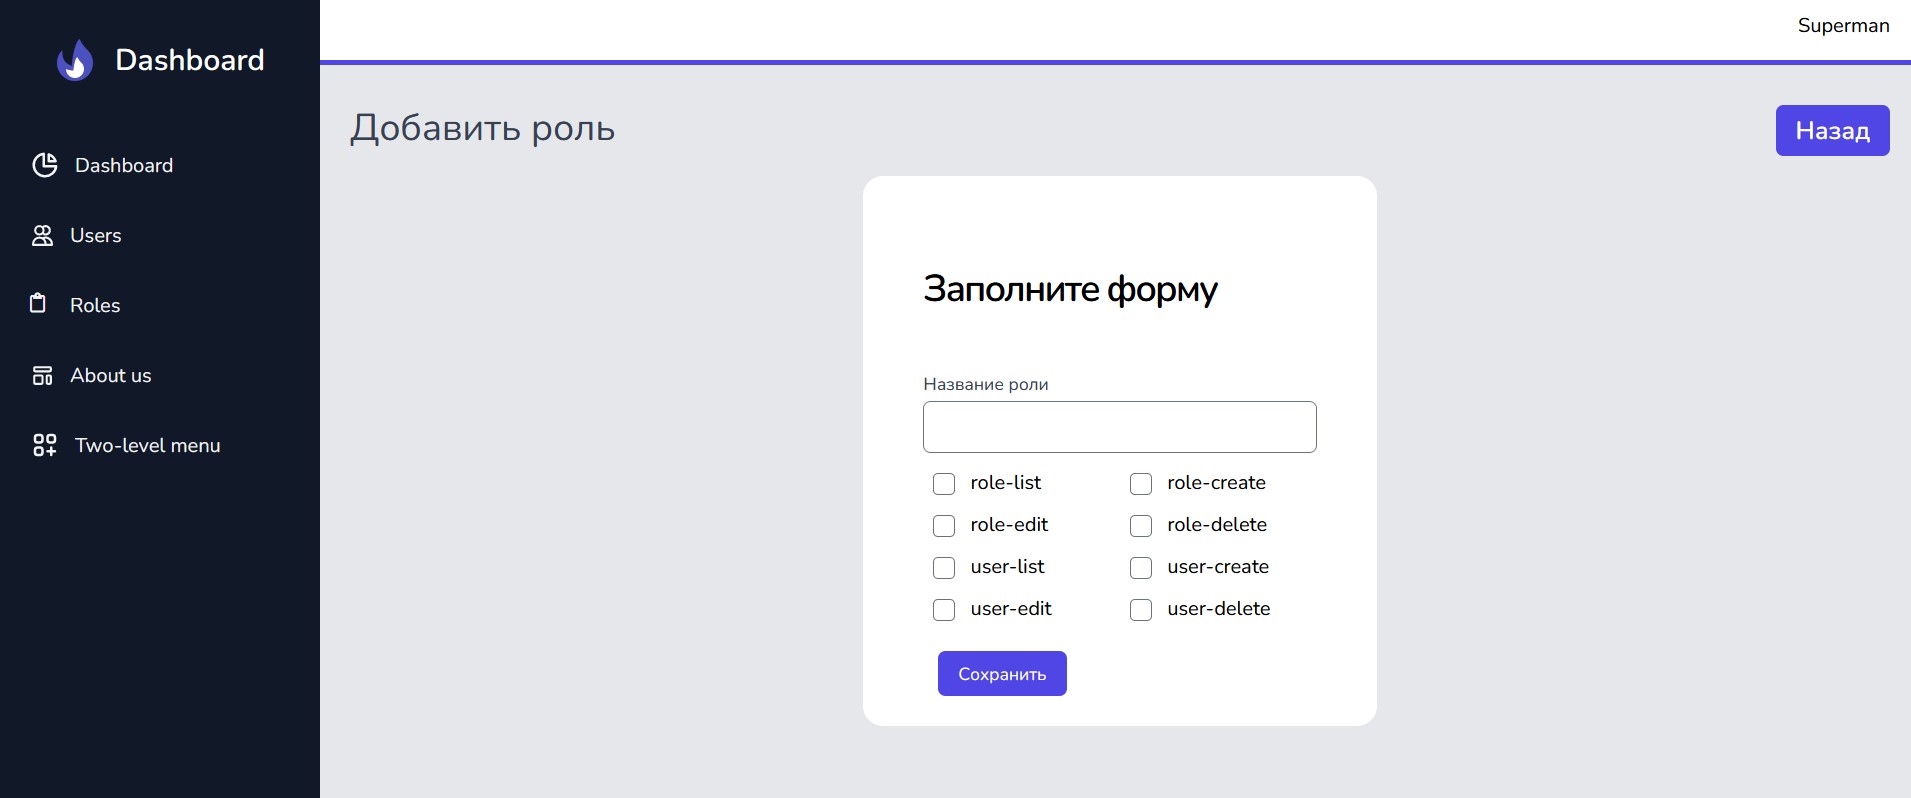 Dashboard
Superman
Dashboard
Users
Roles
About us
Two-level menu
Добавить роль
Назад
Заполните форму
Название роли
role-list
role-create
role-edit
role-delete
user-list
user-create
user-edit
user-delete
Сохранить